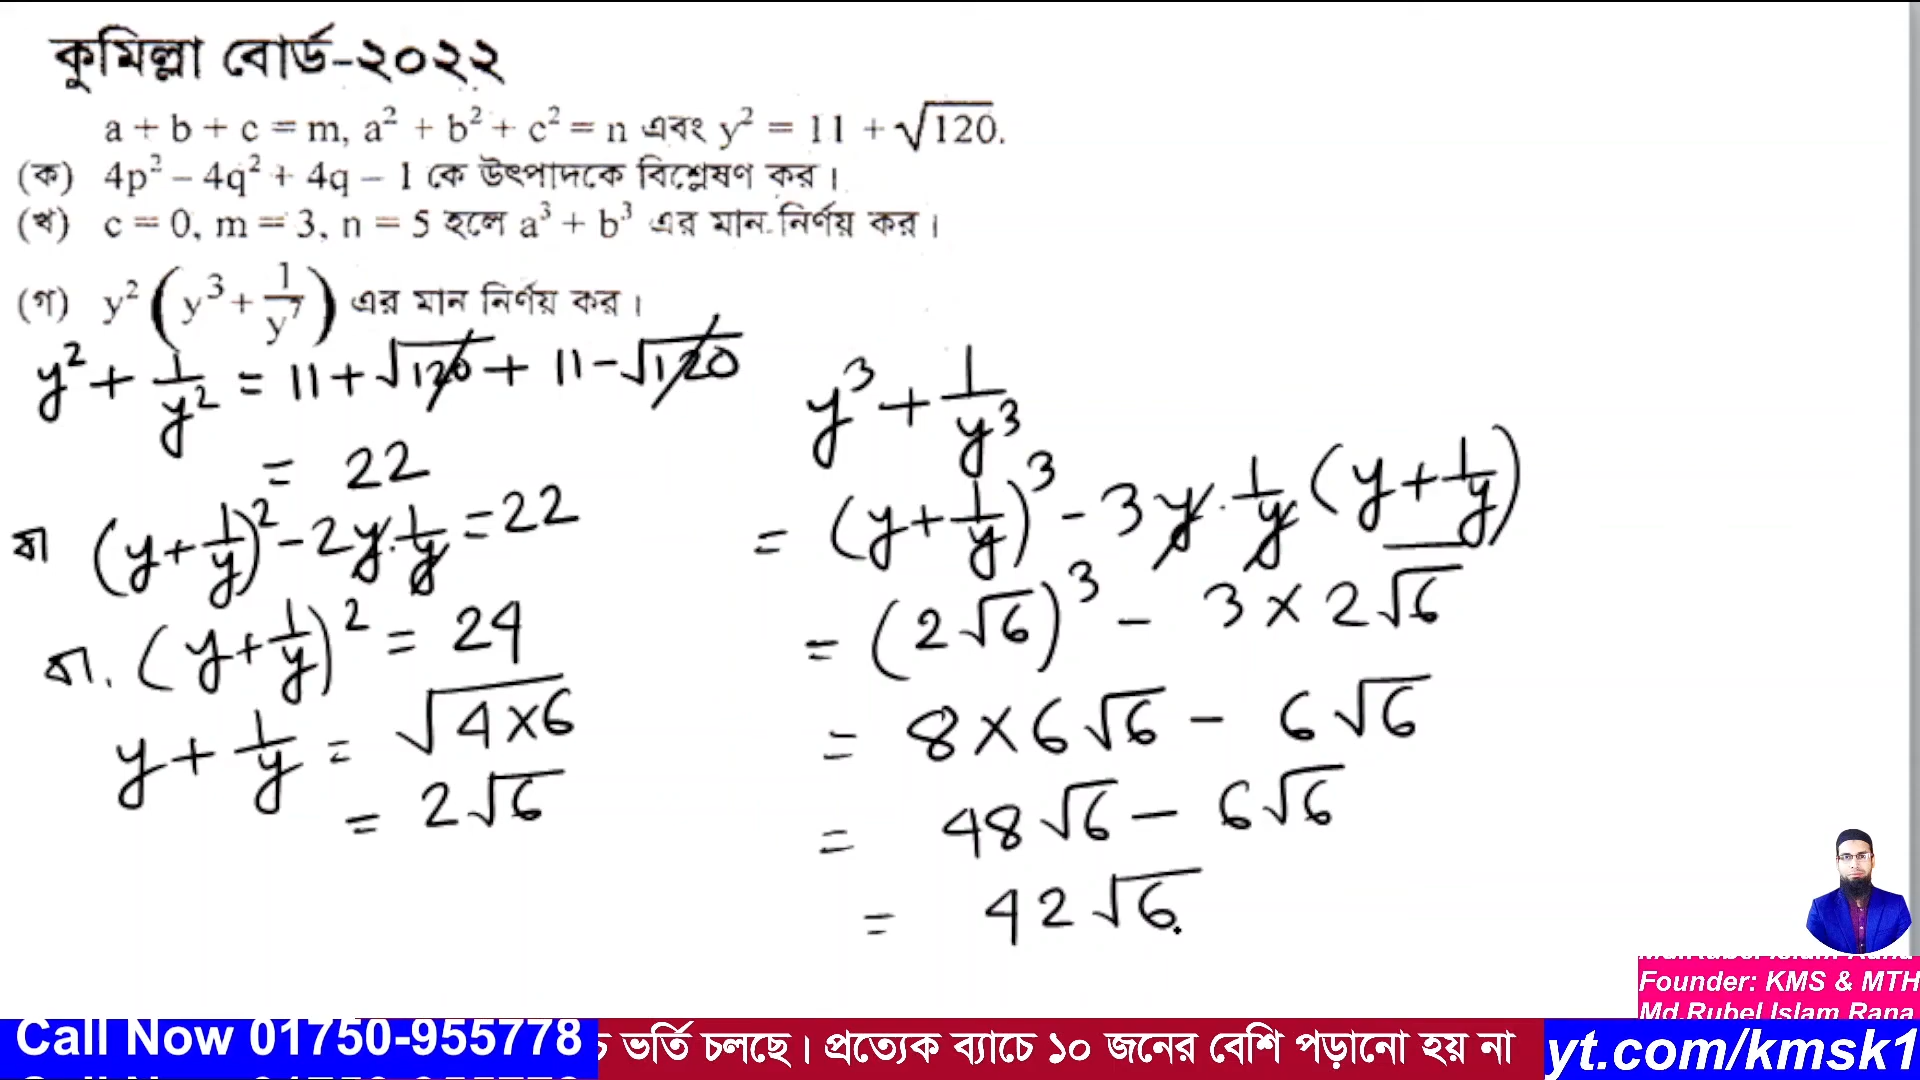 কুমিল্লা বোর্ড-২০২২
a + b + c = m, a² + b² + c² = n এবং y² = 11 + √120.
(ক) 4p² – 4q² + 4q – 1 কে উৎপাদকে বিশ্লেষণ কর।
(খ) c = 0, m = 3, n = 5 হলে a³ + b³ এর মান নির্ণয় কর।
(গ) y² (y³ + 1/y⁷) এর মান নির্ণয় কর।
y² + 1/y² = 11 + √120 + 11 - √120
= 22
বা (y + 1/y)² - 2y · 1/y = 22
বা. (y + 1/y)² = 24
y + 1/y = √4×6
= 2√6
y³ + 1/y³
= (y + 1/y)³ - 3y · 1/y (y + 1/y)
= (2√6)³ - 3 × 2√6
= 8 × 6√6 - 6√6
= 48√6 - 6√6
= 42√6
Founder: KMS & MTH
Md.Rubel Islam Rana
Call Now 01750-955778
ভর্তি চলছে। প্রত্যেক ব্যাচে ১০ জনের বেশি পড়ানো হয় না
yt.com/kmsk1